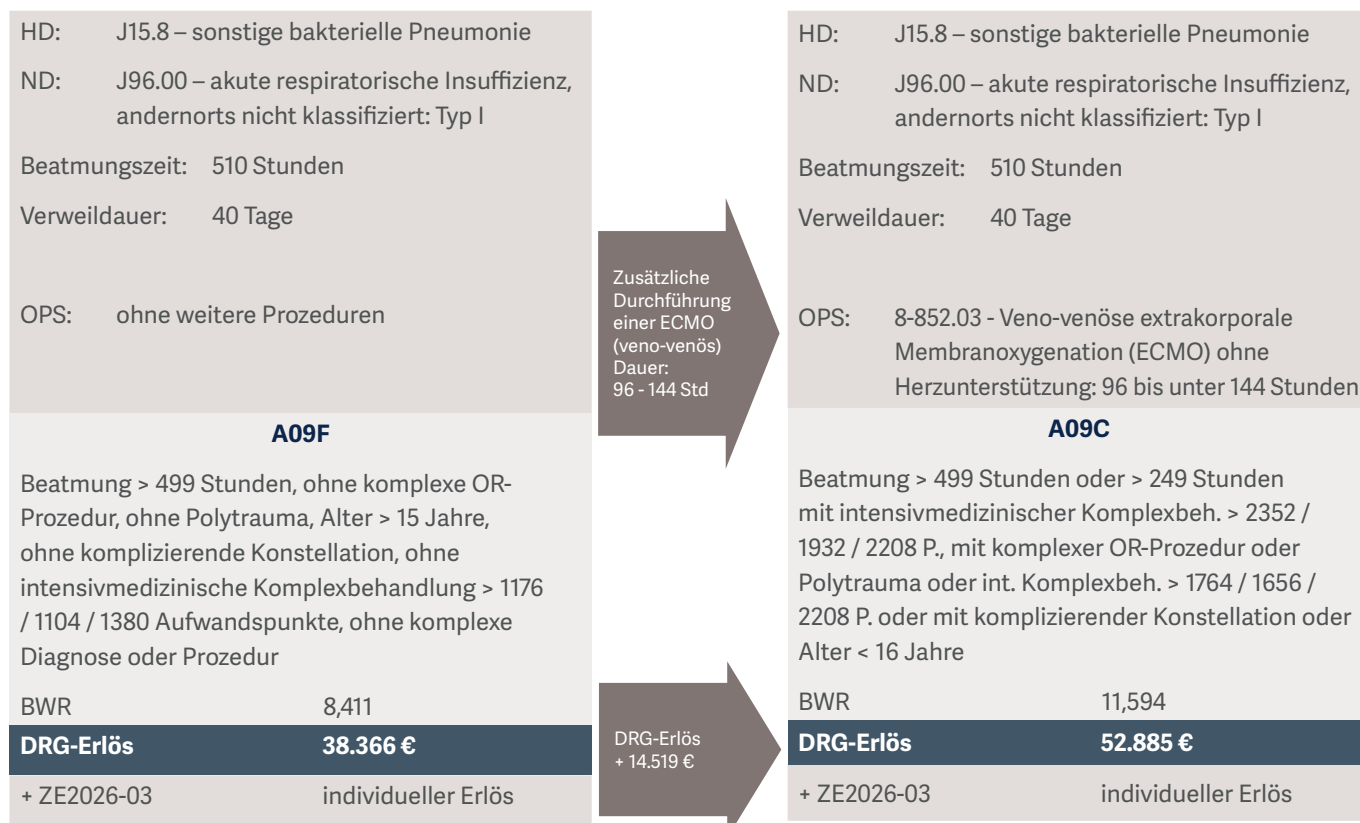 HD: J15.8 – sonstige bakterielle Pneumonie
ND: J96.00 – akute respiratorische Insuffizienz,
andernorts nicht klassifiziert: Typ I
Beatmungszeit: 510 Stunden
Verweildauer: 40 Tage
OPS: ohne weitere Prozeduren
A09F
Beatmung > 499 Stunden, ohne komplexe OR-
Prozedur, ohne Polytrauma, Alter > 15 Jahre,
ohne komplizierende Konstellation, ohne
intensivmedizinische Komplexbehandlung > 1176
/ 1104 / 1380 Aufwandspunkte, ohne komplexe
Diagnose oder Prozedur
BWR 8,411
DRG-Erlös 38.366 €
+ ZE2026-03 individueller Erlös
Zusätzliche
Durchführung
einer ECMO
(veno-venös)
Dauer:
96 - 144 Std
DRG-Erlös
+ 14.519 €
HD: J15.8 – sonstige bakterielle Pneumonie
ND: J96.00 – akute respiratorische Insuffizienz,
andernorts nicht klassifiziert: Typ I
Beatmungszeit: 510 Stunden
Verweildauer: 40 Tage
OPS: 8-852.03 - Veno-venöse extrakorporale
Membranoxygenation (ECMO) ohne
Herzunterstützung: 96 bis unter 144 Stunden
A09C
Beatmung > 499 Stunden oder > 249 Stunden
mit intensivmedizinischer Komplexbeh. > 2352 /
1932 / 2208 P., mit komplexer OR-Prozedur oder
Polytrauma oder int. Komplexbeh. > 1764 / 1656 /
2208 P. oder mit komplizierender Konstellation oder
Alter < 16 Jahre
BWR 11,594
DRG-Erlös 52.885 €
+ ZE2026-03 individueller Erlös